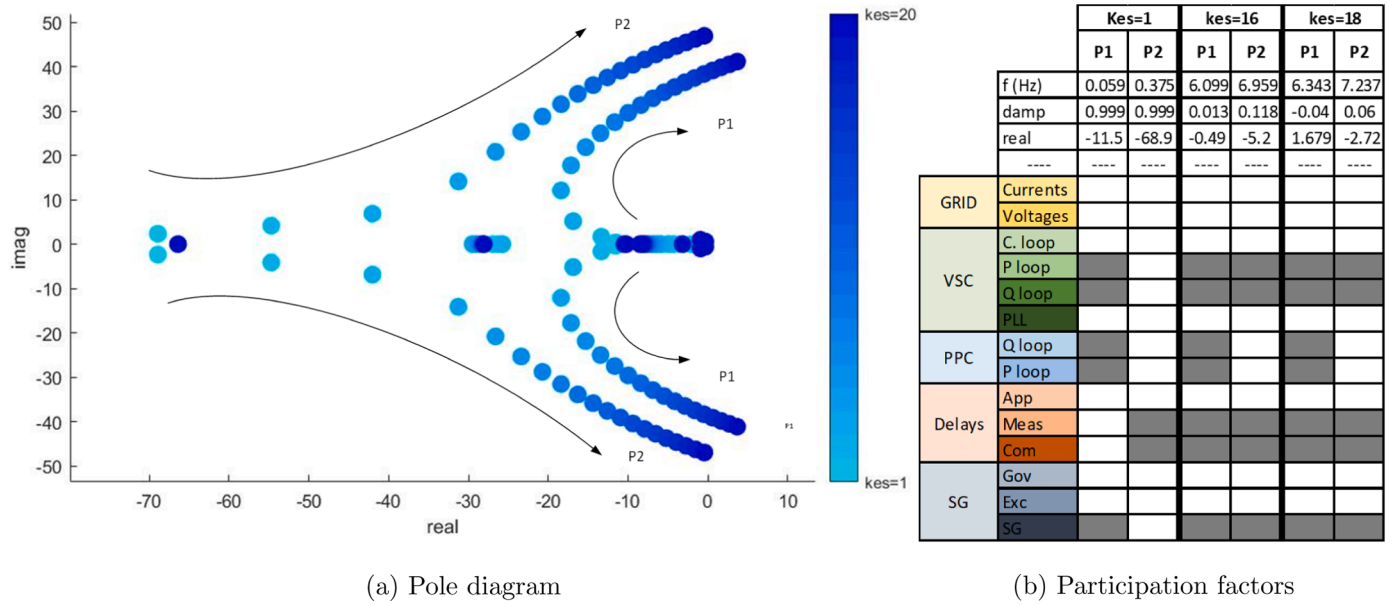 50
40
30
20
10
0
-10
-20
-30
-40
-50
imag
-70
-60
-50
-40
-30
-20
-10
0
10
real
P2
P1
P1
P1
P2
kes=20
kes=1
Kes=1 kes=16 kes=18
P1 P2 P1 P2 P1 P2
f (Hz) 0.059 0.375 6.099 6.959 6.343 7.237
damp 0.999 0.999 0.013 0.118 -0.04 0.06
real -11.5 -68.9 -0.49 -5.2 1.679 -2.72
---- ---- ---- ---- ---- ---- ----
GRID
Currents
Voltages
VSC
C. loop
P loop
Q loop
PLL
PPC
Q loop
P loop
Delays
App
Meas
Com
SG
Gov
Exc
SG
(a) Pole diagram
(b) Participation factors